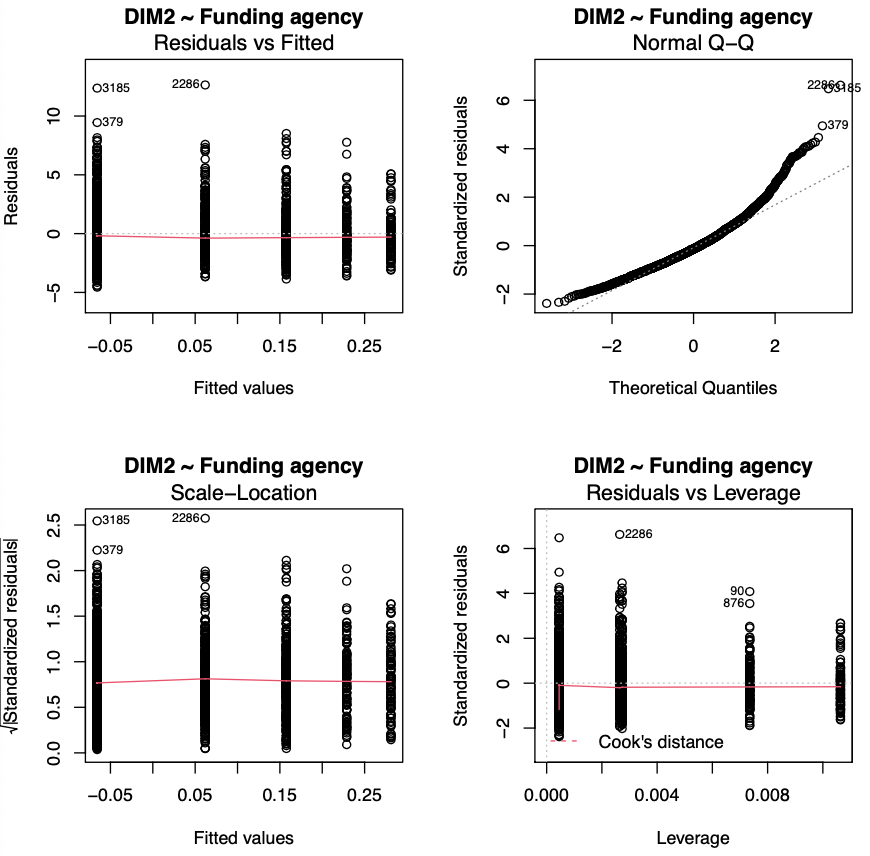 DIM2 ~ Funding agency
Residuals vs Fitted
Residuals
10
5
0
−5
3185
2286
379
−0.05
0.05
0.15
0.25
Fitted values
DIM2 ~ Funding agency
Normal Q−Q
Standardized residuals
6
4
2
0
−2
2286
3185
379
−2
0
2
Theoretical Quantiles
DIM2 ~ Funding agency
Scale−Location
√|Standardized residuals|
2.5
2.0
1.5
1.0
0.5
0.0
3185
2286
379
−0.05
0.05
0.15
0.25
Fitted values
DIM2 ~ Funding agency
Residuals vs Leverage
Standardized residuals
6
4
2
0
−2
2286
90
876
Cook's distance
0.000
0.004
0.008
Leverage